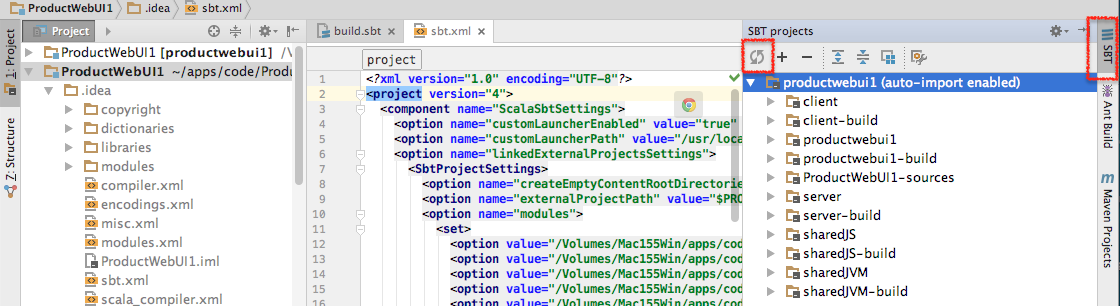 ProductWebUI1 .idea sbt.xml
1: Project
Z: Structure
Project
ProductWebUI1 [productwebui1] /V
ProductWebUI1 ~/apps/code/Produ
.idea
copyright
dictionaries
libraries
modules
compiler.xml
encodings.xml
misc.xml
modules.xml
ProductWebUI1.iml
sbt.xml
scala_compiler.xml
build.sbt sbt.xml
project
1 <?xml version="1.0" encoding="UTF-8"?>
2 <project version="4">
3 <component name="ScalaSbtSettings">
4 <option name="customLauncherEnabled" value="true"
5 <option name="customLauncherPath" value="/usr/loca
6 <option name="linkedExternalProjectsSettings">
7 <SbtProjectSettings>
8 <option name="createEmptyContentRootDirectorie
9 <option name="externalProjectPath" value="$PRO
10 <option name="modules">
11 <set>
12 <option value="/Volumes/Mac155Win/apps/cod
13 <option value="/Volumes/Mac155Win/apps/cod
14 <option value="/Volumes/Mac155Win/apps/cod
15 <option value="/Volumes/Mac155Win/apps/cod
16 <option value="/Volumes/Mac155Win/apps/cod
SBT projects
productwebui1 (auto-import enabled)
client
client-build
productwebui1
productwebui1-build
ProductWebUI1-sources
server
server-build
sharedJS
sharedJS-build
sharedJVM
sharedJVM-build
SBT
Ant Build
m
Maven Projects